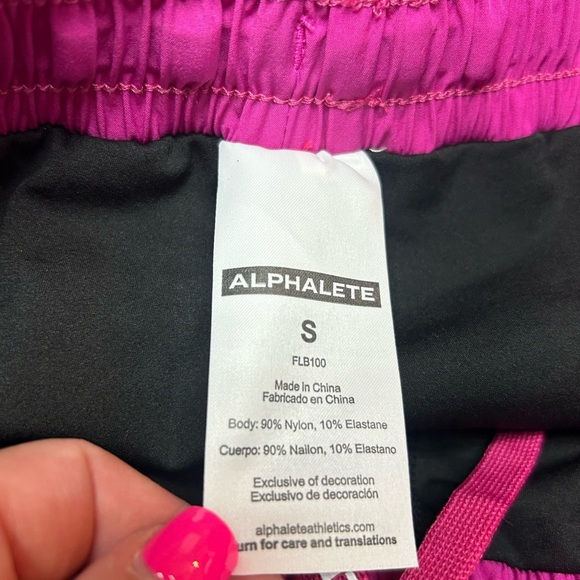 ALPHALETE
S
FLB100
Made in China
Fabricado en China
Body: 90% Nylon, 10% Elastane
Cuerpo: 90% Nailon, 10% Elastano
Exclusive of decoration
Exclusivo de decoración
alphaleteathletics.com
urn for care and translations